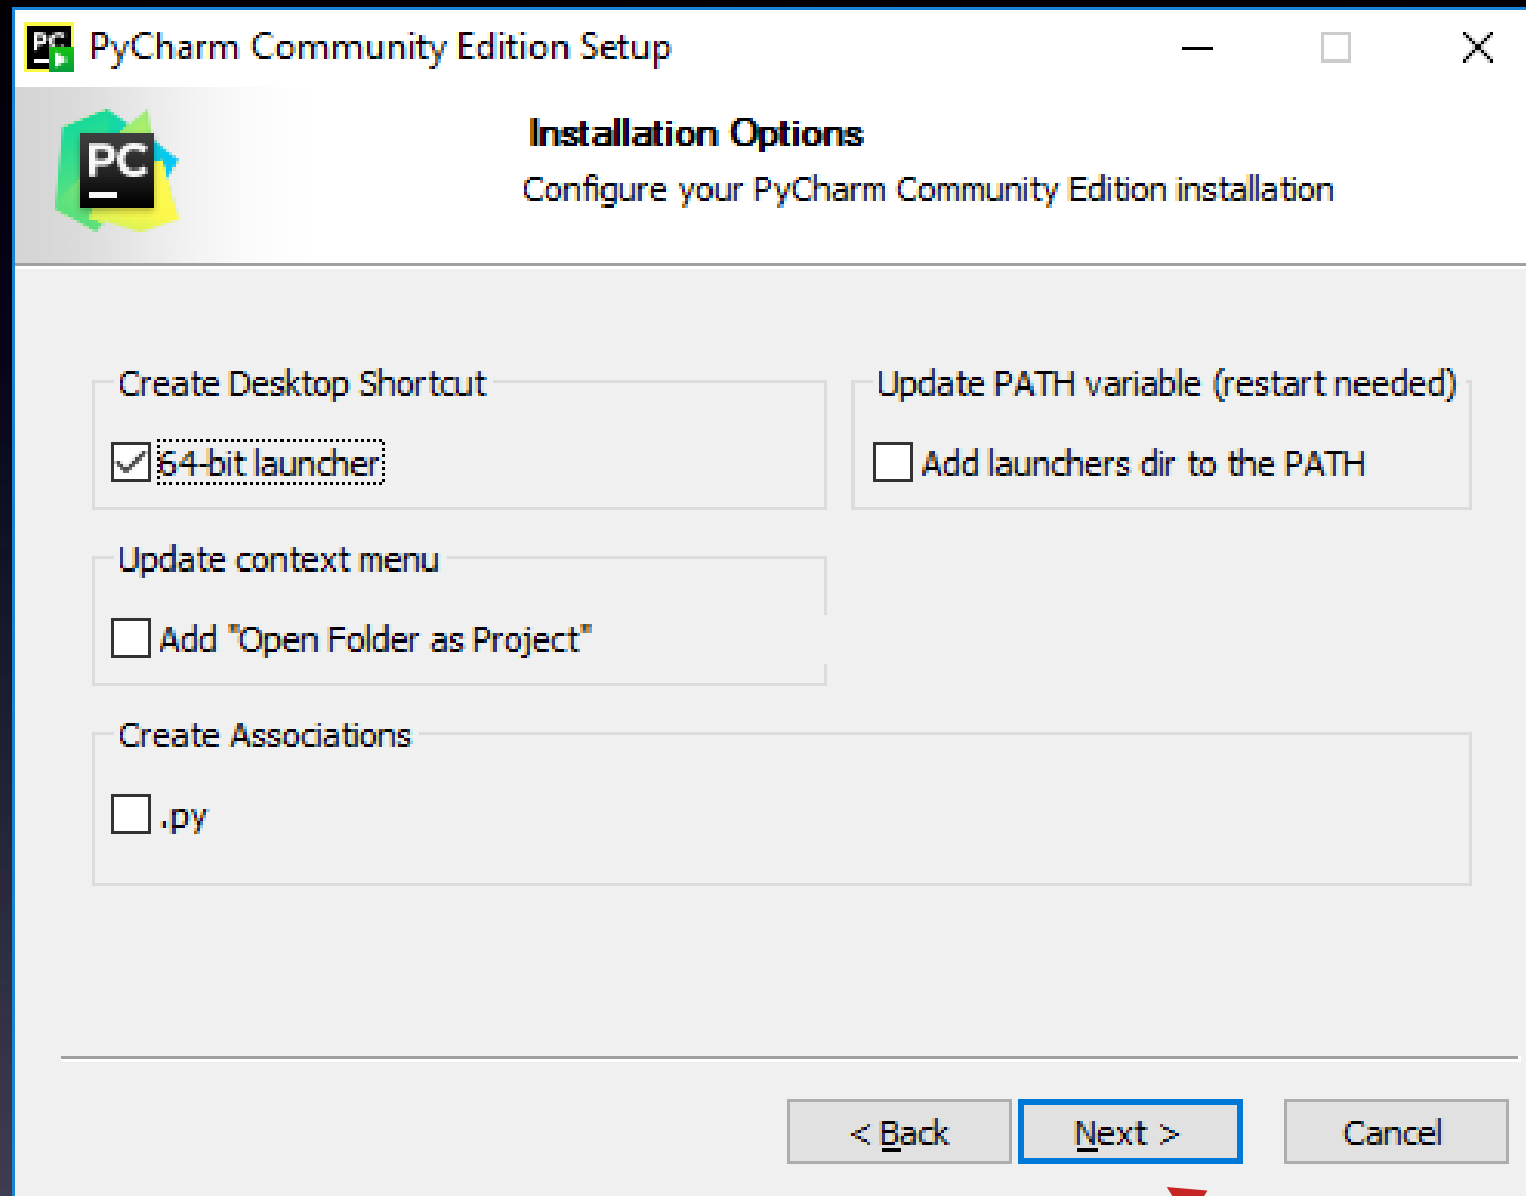 PyCharm Community Edition Setup
PC
Installation Options
Configure your PyCharm Community Edition installation
Create Desktop Shortcut
64-bit launcher
Update PATH variable (restart needed)
Add launchers dir to the PATH
Update context menu
Add "Open Folder as Project"
Create Associations
.py
< Back
Next >
Cancel